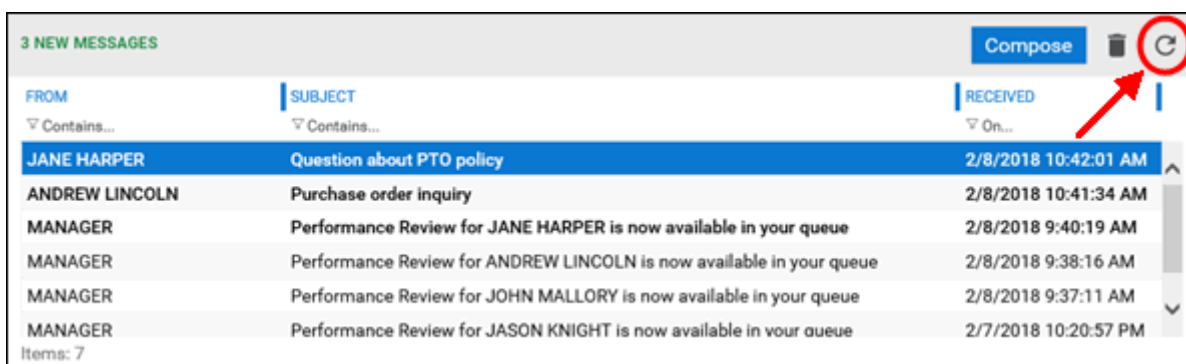 3 NEW MESSAGES Compose
FROM SUBJECT RECEIVED
Contains... Contains... On...
JANE HARPER Question about PTO policy 2/8/2018 10:42:01 AM
ANDREW LINCOLN Purchase order inquiry 2/8/2018 10:41:34 AM
MANAGER Performance Review for JANE HARPER is now available in your queue 2/8/2018 9:40:19 AM
MANAGER Performance Review for ANDREW LINCOLN is now available in your queue 2/8/2018 9:38:16 AM
MANAGER Performance Review for JOHN MALLORY is now available in your queue 2/8/2018 9:37:11 AM
MANAGER Performance Review for JASON KNIGHT is now available in your queue 2/7/2018 10:20:57 PM
Items: 7